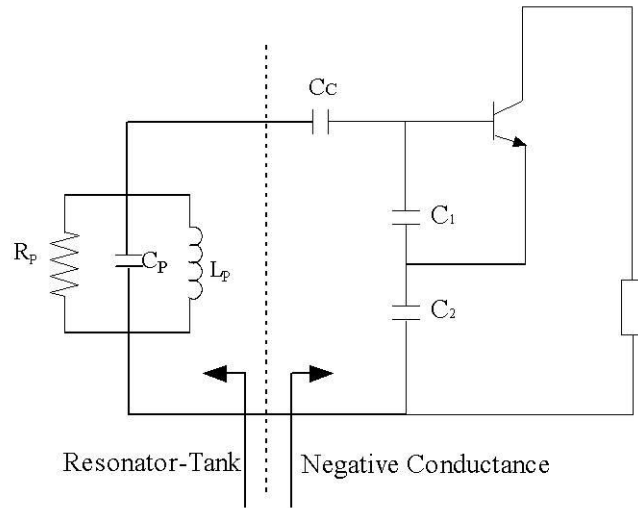 Cc
C1
Rp
CP
Lp
C2
Resonator-Tank
Negative Conductance